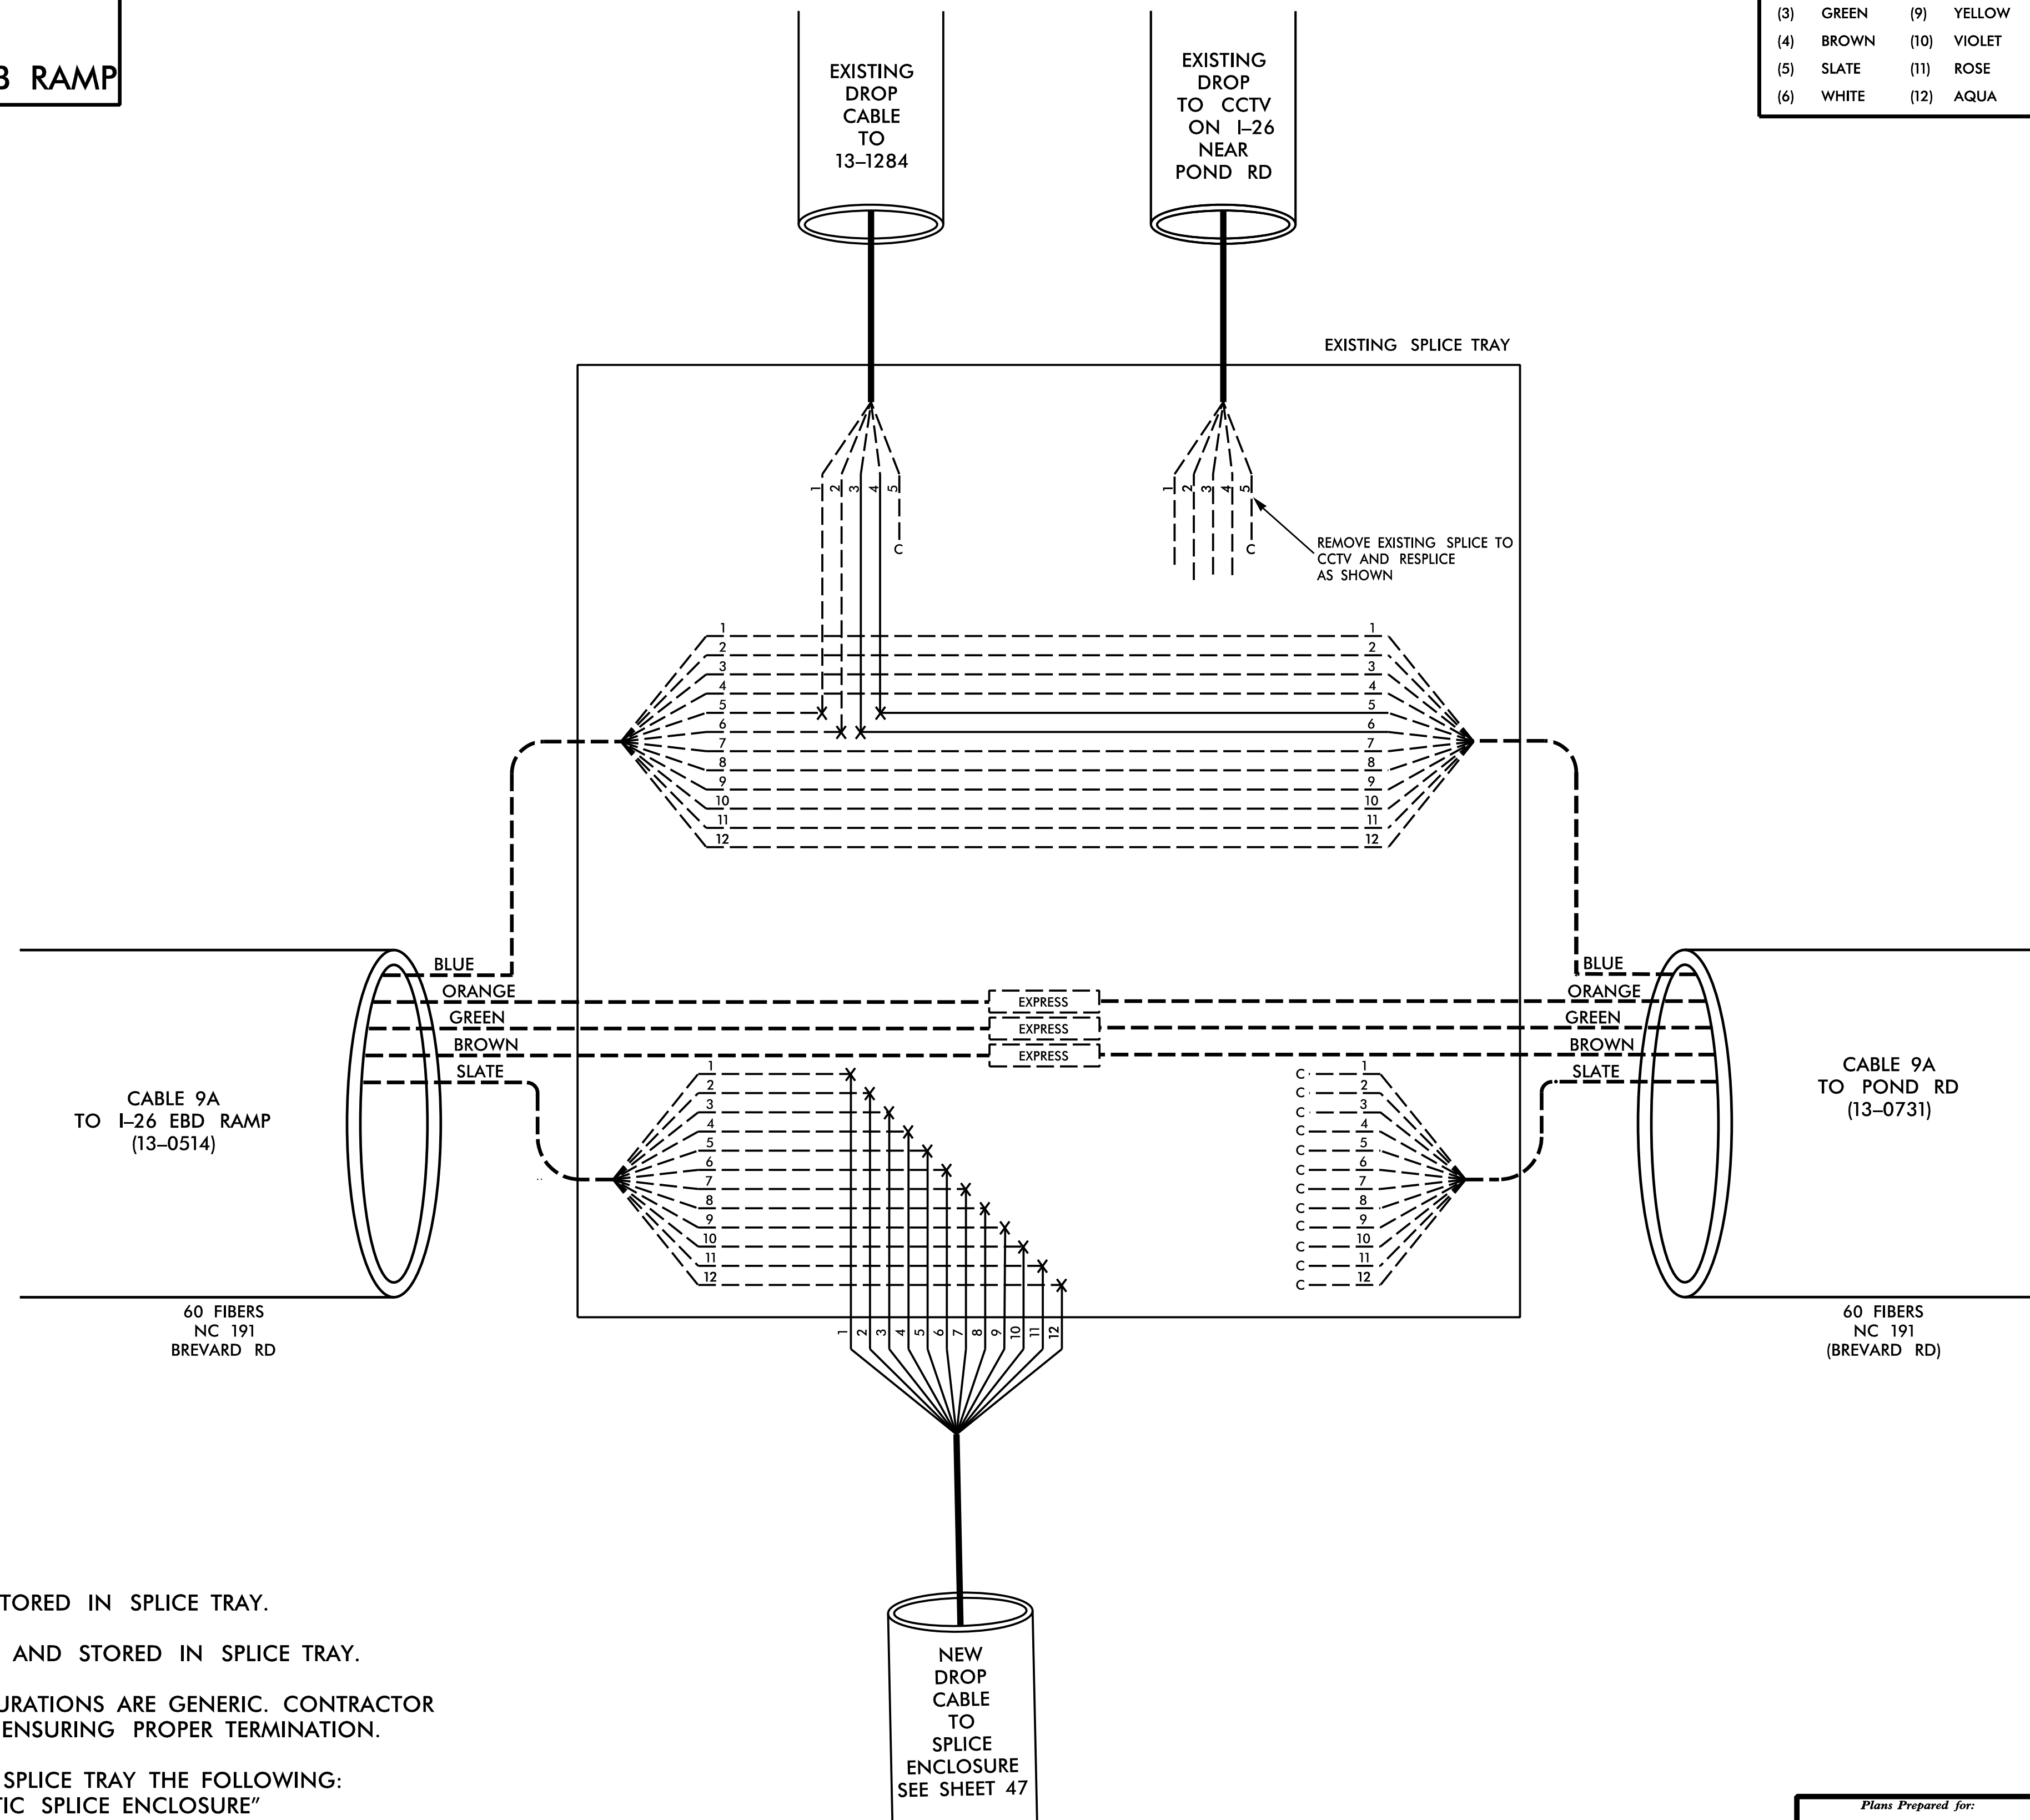 B RAMP
(3) GREEN (9) YELLOW
(4) BROWN (10) VIOLET
(5) SLATE (11) ROSE
(6) WHITE (12) AQUA
EXISTING
DROP
CABLE
TO
13-1284
EXISTING
DROP
TO CCTV
ON I-26
NEAR
POND RD
EXISTING SPLICE TRAY
1 2 3 4 5
C
1 2 3 4 5
C
REMOVE EXISTING SPLICE TO
CCTV AND RESPLICE
AS SHOWN
1 1
2 2
3 3
4 4
5 5
6 6
7 7
8 8
9 9
10 10
11 11
12 12
BLUE BLUE
ORANGE EXPRESS ORANGE
GREEN EXPRESS GREEN
BROWN EXPRESS BROWN
SLATE SLATE
CABLE 9A
TO I-26 EBD RAMP
(13-0514)
60 FIBERS
NC 191
BREVARD RD
1 C 1
2 C 2
3 C 3
4 C 4
5 C 5
6 C 6
7 C 7
8 C 8
9 C 9
10 C 10
11 C 11
12 C 12
CABLE 9A
TO POND RD
(13-0731)
60 FIBERS
NC 191
(BREVARD RD)
1 2 3 4 5 6 7 8 9 10 11 12
NEW
DROP
CABLE
TO
SPLICE
ENCLOSURE
SEE SHEET 47
TORED IN SPLICE TRAY.
AND STORED IN SPLICE TRAY.
URATIONS ARE GENERIC. CONTRACTOR
ENSURING PROPER TERMINATION.
SPLICE TRAY THE FOLLOWING:
TIC SPLICE ENCLOSURE"
Plans Prepared for: